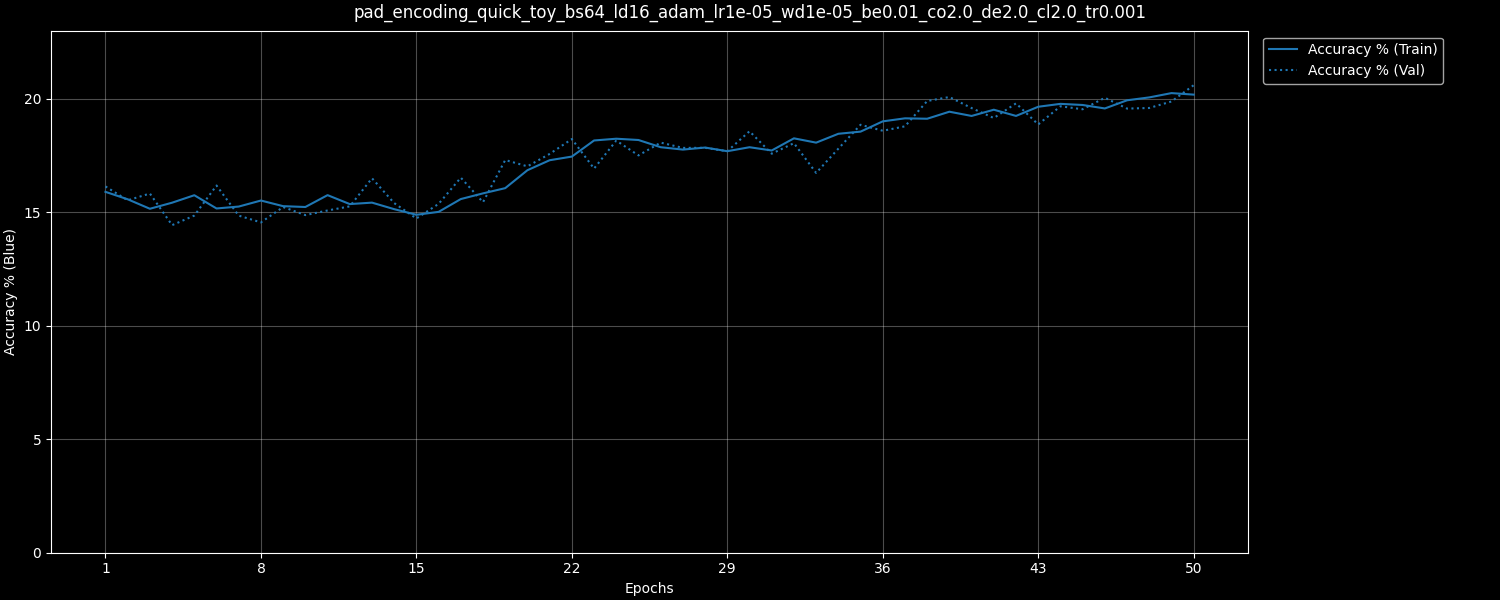 pad_encoding_quick_toy_bs64_ld16_adam_lr1e-05_wd1e-05_be0.01_co2.0_de2.0_cl2.0_tr0.001
Accuracy % (Train)
Accuracy % (Val)
Accuracy % (Blue)
20
15
10
5
0
1 8 15 22 29 36 43 50
Epochs